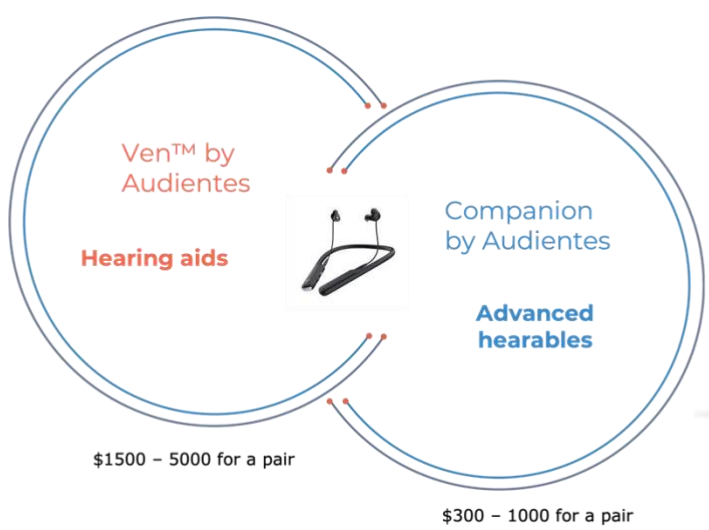 Ven™ by
Audientes
Hearing aids
Companion
by Audientes
Advanced
hearables
$1500 – 5000 for a pair
$300 – 1000 for a pair